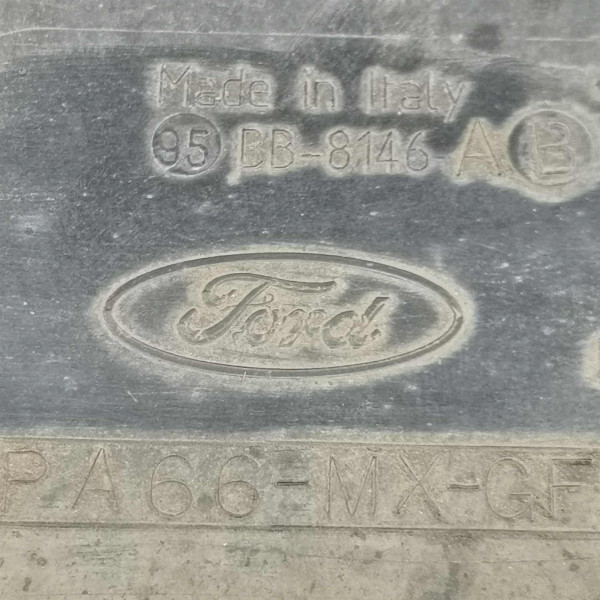 Made in Italy
95 BB-8146-A B
Ford
PA66-MX-GF